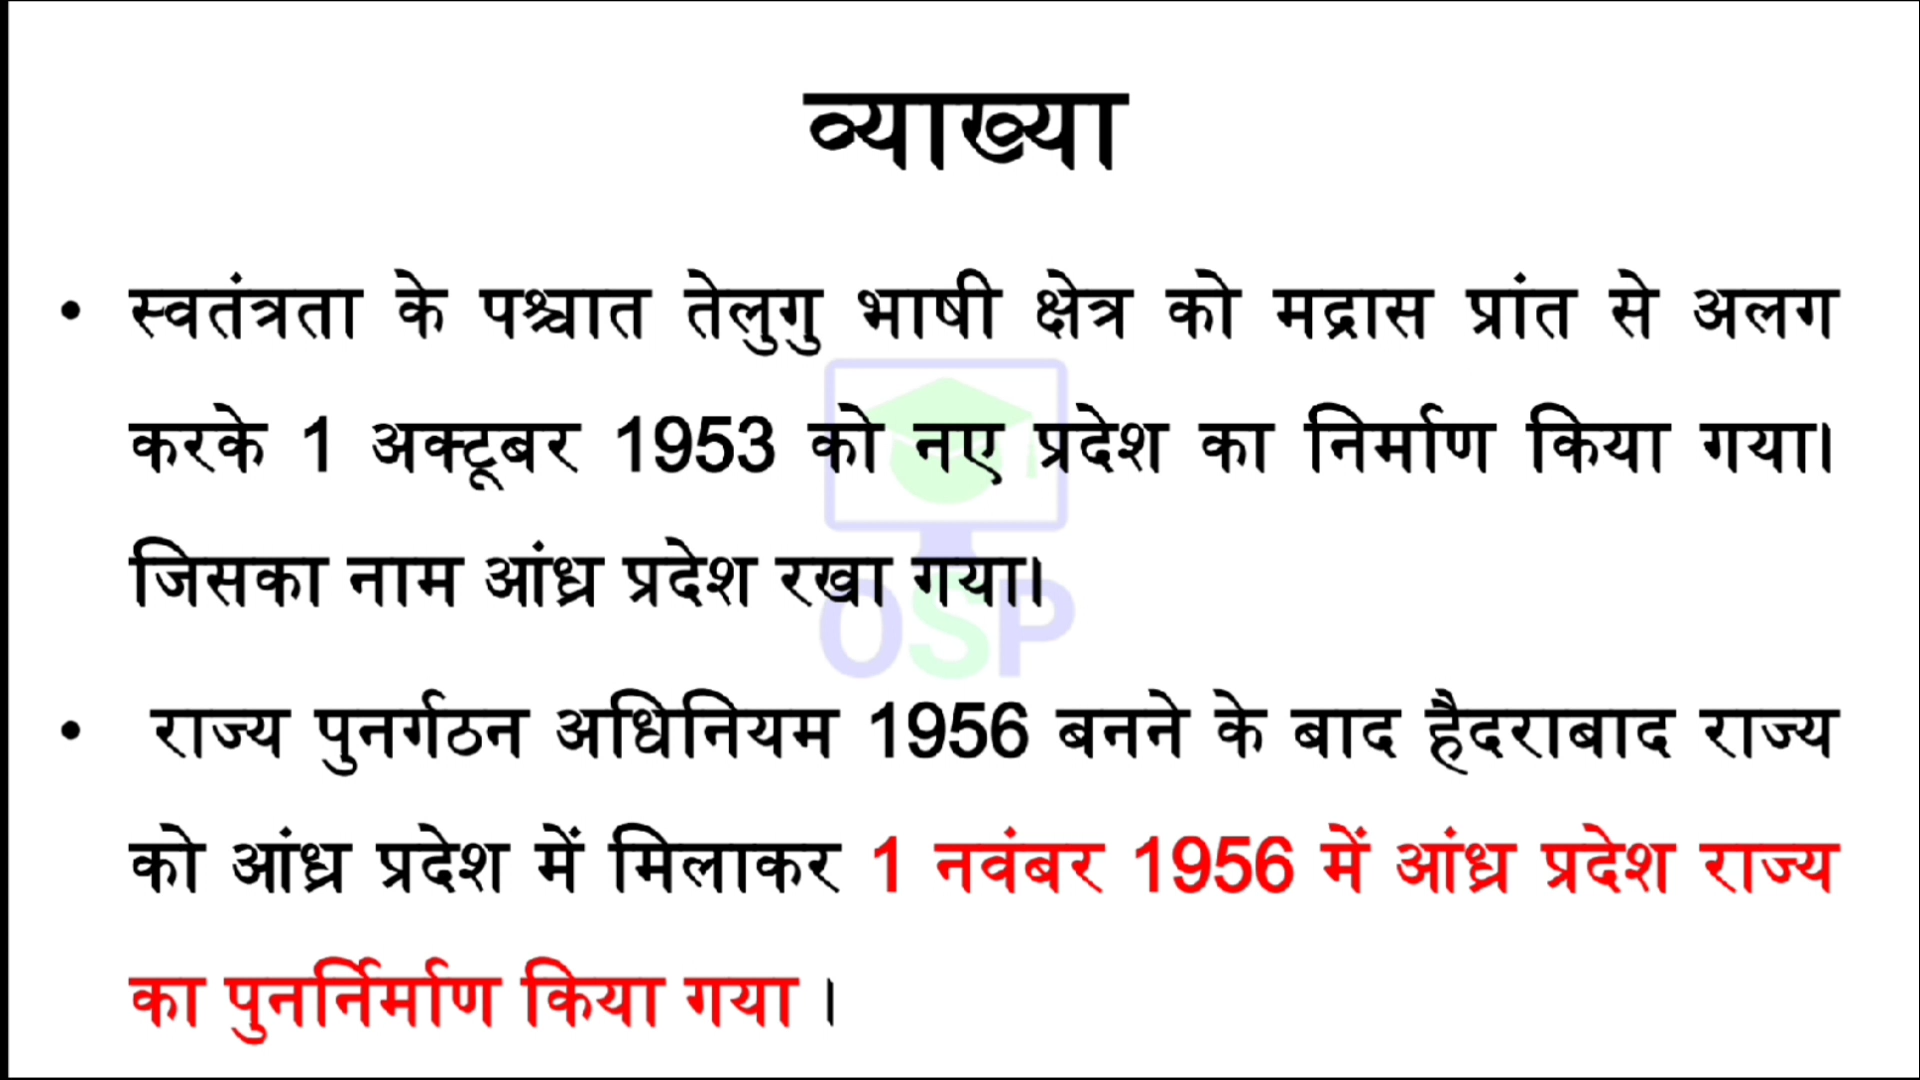 व्याख्या
• स्वतंत्रता के पश्चात तेलुगु भाषी क्षेत्र को मद्रास प्रांत से अलग
करके 1 अक्टूबर 1953 को नए प्रदेश का निर्माण किया गया।
जिसका नाम आंध्र प्रदेश रखा गया।
OSP
• राज्य पुनर्गठन अधिनियम 1956 बनने के बाद हैदराबाद राज्य
को आंध्र प्रदेश में मिलाकर 1 नवंबर 1956 में आंध्र प्रदेश राज्य
का पुनर्निर्माण किया गया ।